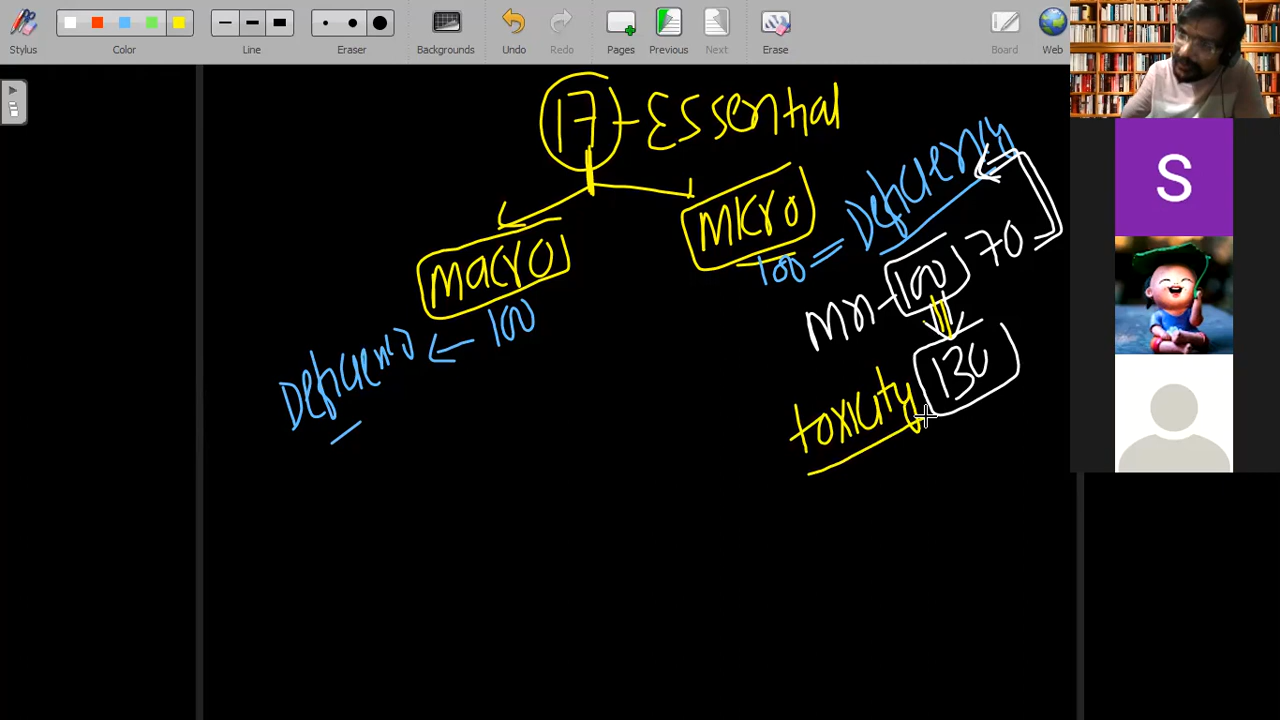 Stylus
Color
Line
Eraser
Backgrounds
Undo
Redo
Pages
Previous
Next
Erase
Board
Web
17 - Essential
Macro
Micro
100 = Deficiency
100
Deficiency
Mn - 100 70
130
toxicity
S